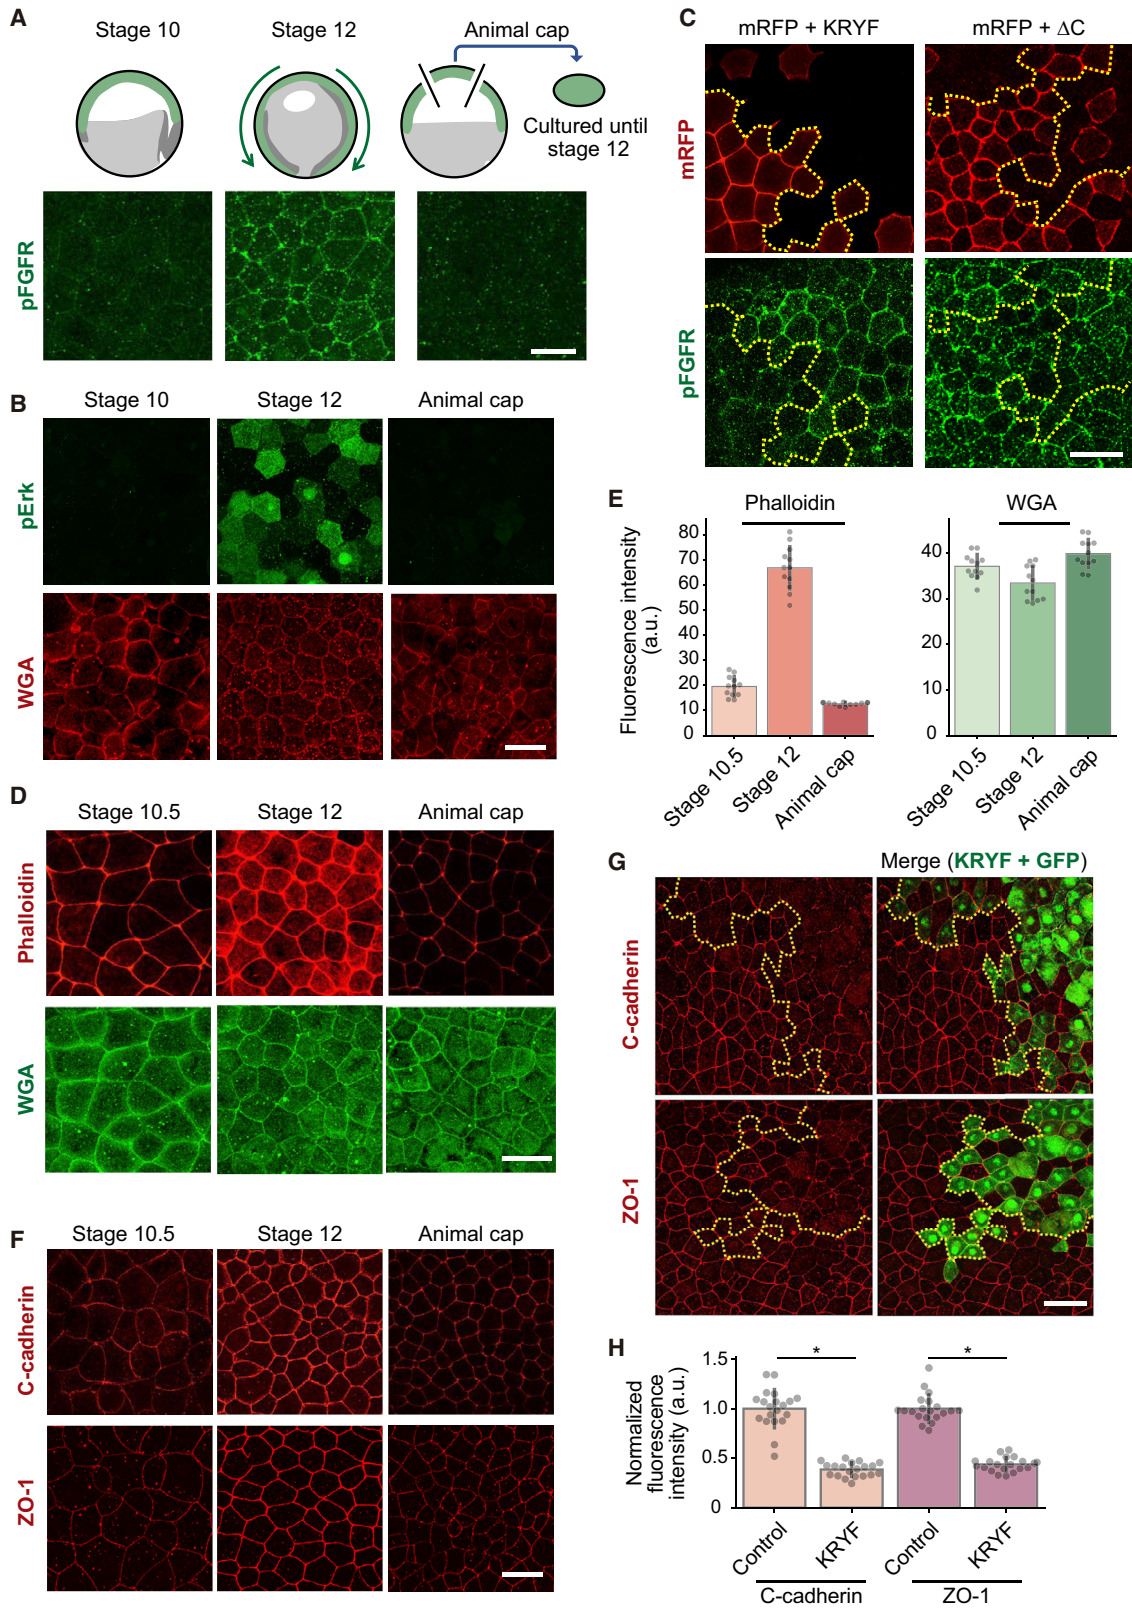 A
Stage 10
Stage 12
Animal cap
Cultured until
stage 12
pFGFR
B
Stage 10
Stage 12
Animal cap
pErk
WGA
C
mRFP + KRYF
mRFP + ΔC
mRFP
pFGFR
D
Stage 10.5
Stage 12
Animal cap
Phalloidin
WGA
E
Phalloidin
WGA
Fluorescence intensity
(a.u.)
80
70
60
50
40
30
20
10
0
40
30
20
10
0
Stage 10.5
Stage 12
Animal cap
Stage 10.5
Stage 12
Animal cap
F
Stage 10.5
Stage 12
Animal cap
C-cadherin
ZO-1
G
Merge (KRYF + GFP)
C-cadherin
ZO-1
H
Normalized
fluorescence
intensity (a.u.)
1.5
1.0
0.5
0
*
*
Control
KRYF
Control
KRYF
C-cadherin
ZO-1